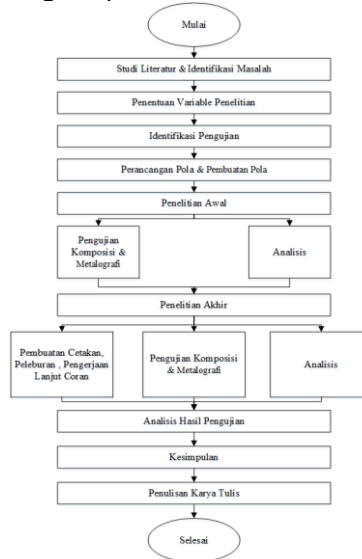 Mulai
Studi Literatur & Identifikasi Masalah
Penentuan Variable Penelitian
Identifikasi Pengujian
Perancangan Pola & Pembuatan Pola
Penelitian Awal
Pengujian
Komposisi &
Metalografi
Analisis
Penelitian Akhir
Pembuatan Cetakan,
Peleburan , Pengerjaan
Lanjut Coran
Pengujian Komposisi
& Metalografi
Analisis
Analisis Hasil Pengujian
Kesimpulan
Penulisan Karya Tulis
Selesai